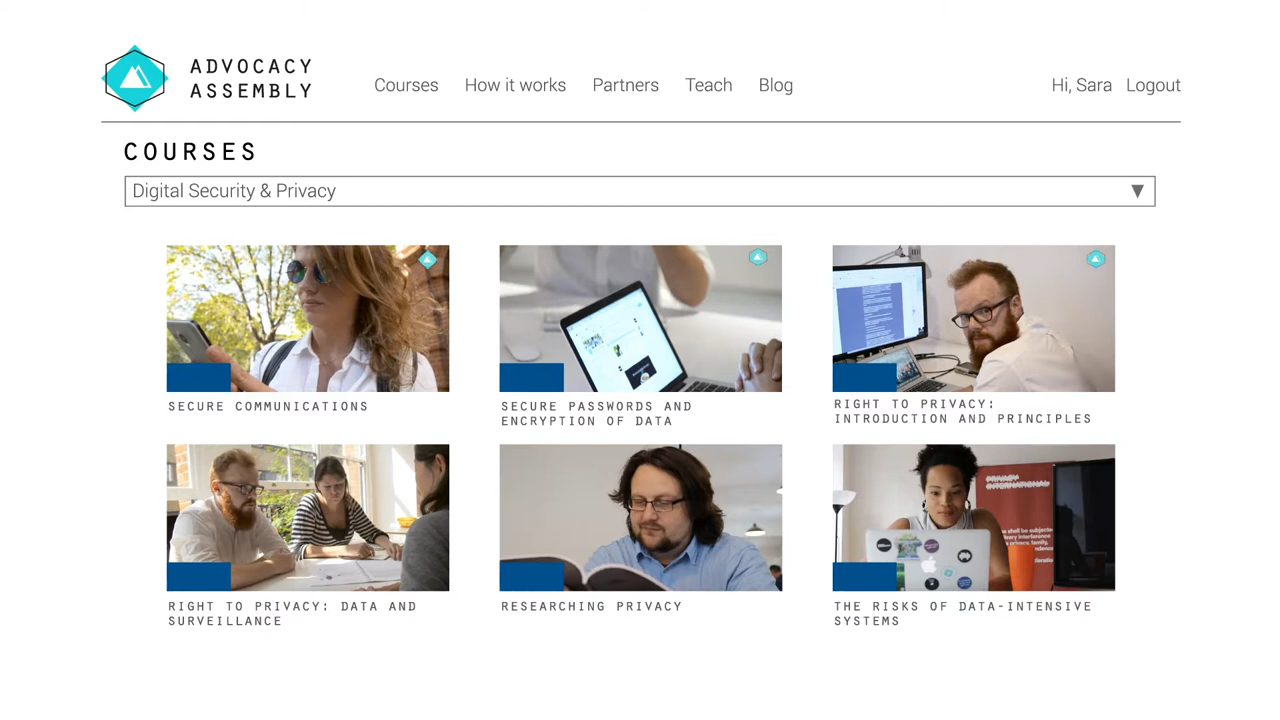 ADVOCACY
ASSEMBLY
Courses How it works Partners Teach Blog
Hi, Sara Logout
COURSES
Digital Security & Privacy
SECURE COMMUNICATIONS
SECURE PASSWORDS AND
ENCRYPTION OF DATA
RIGHT TO PRIVACY:
INTRODUCTION AND PRINCIPLES
PRIVACY
INTERNATIONAL
RIGHT TO PRIVACY: DATA AND
SURVEILLANCE
RESEARCHING PRIVACY
THE RISKS OF DATA-INTENSIVE
SYSTEMS